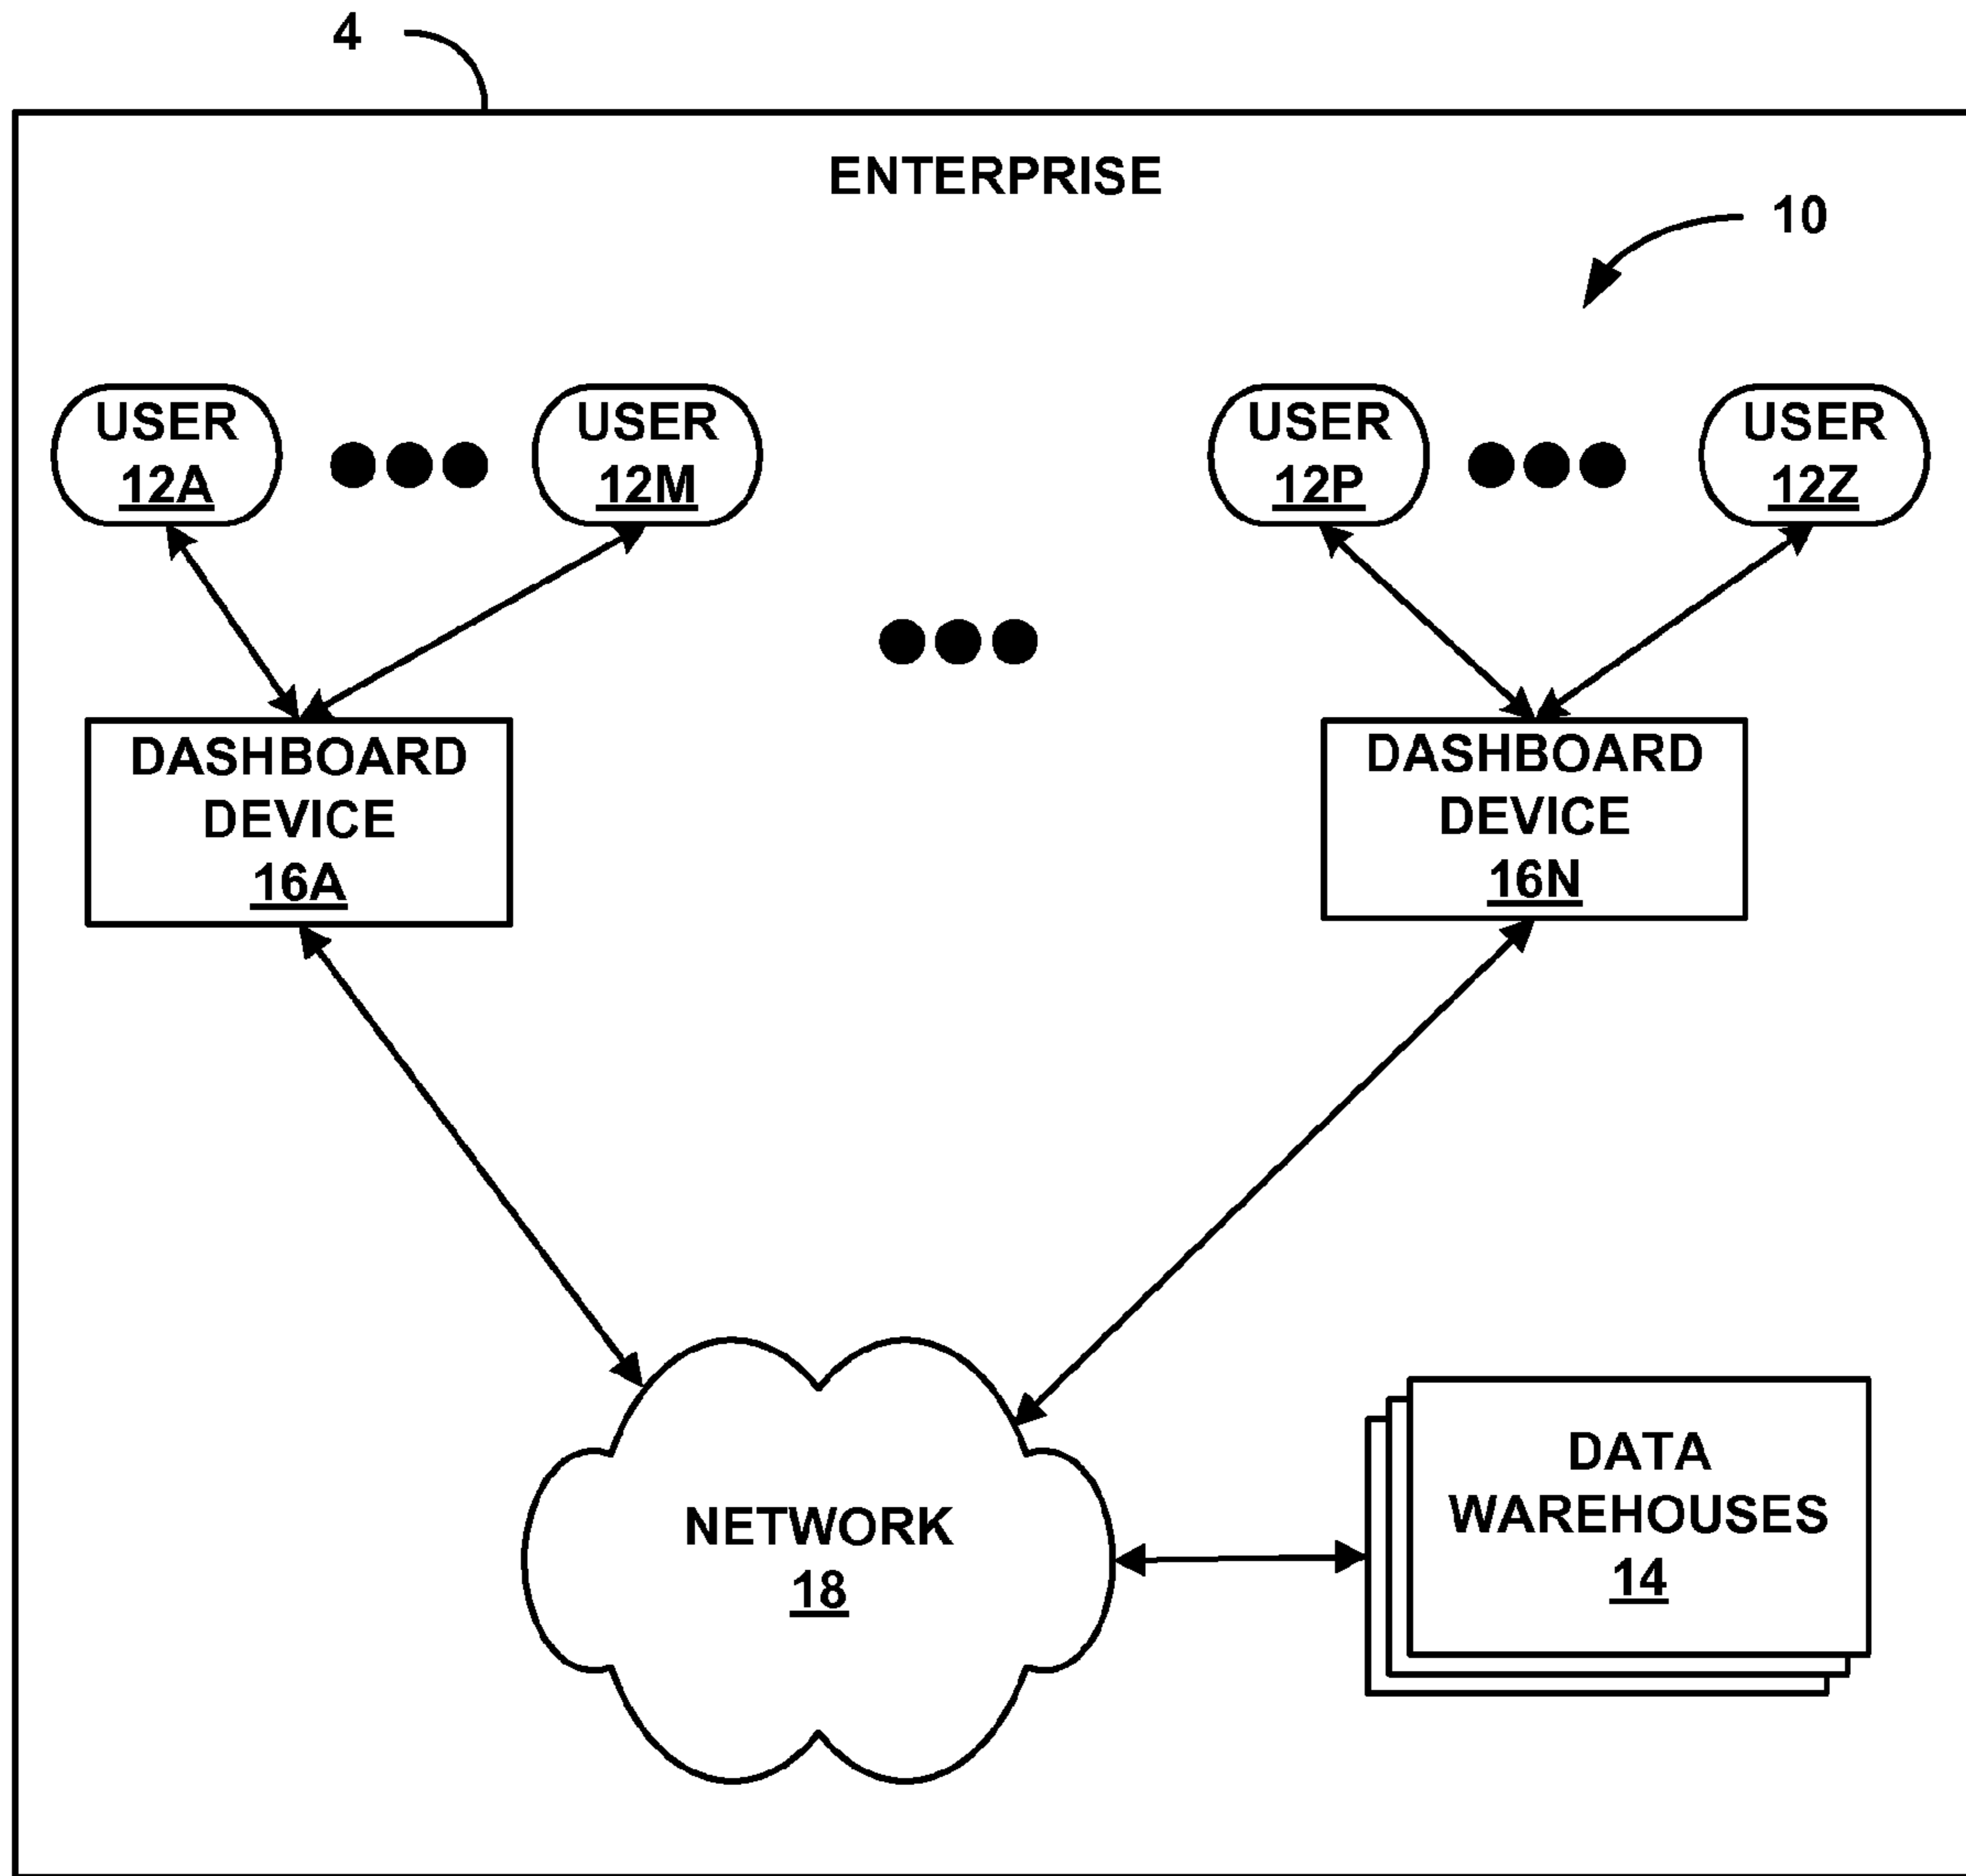 4
ENTERPRISE
10
USER
12A
USER
12M
USER
12P
USER
12Z
DASHBOARD
DEVICE
16A
DASHBOARD
DEVICE
16N
NETWORK
18
DATA
WAREHOUSES
14